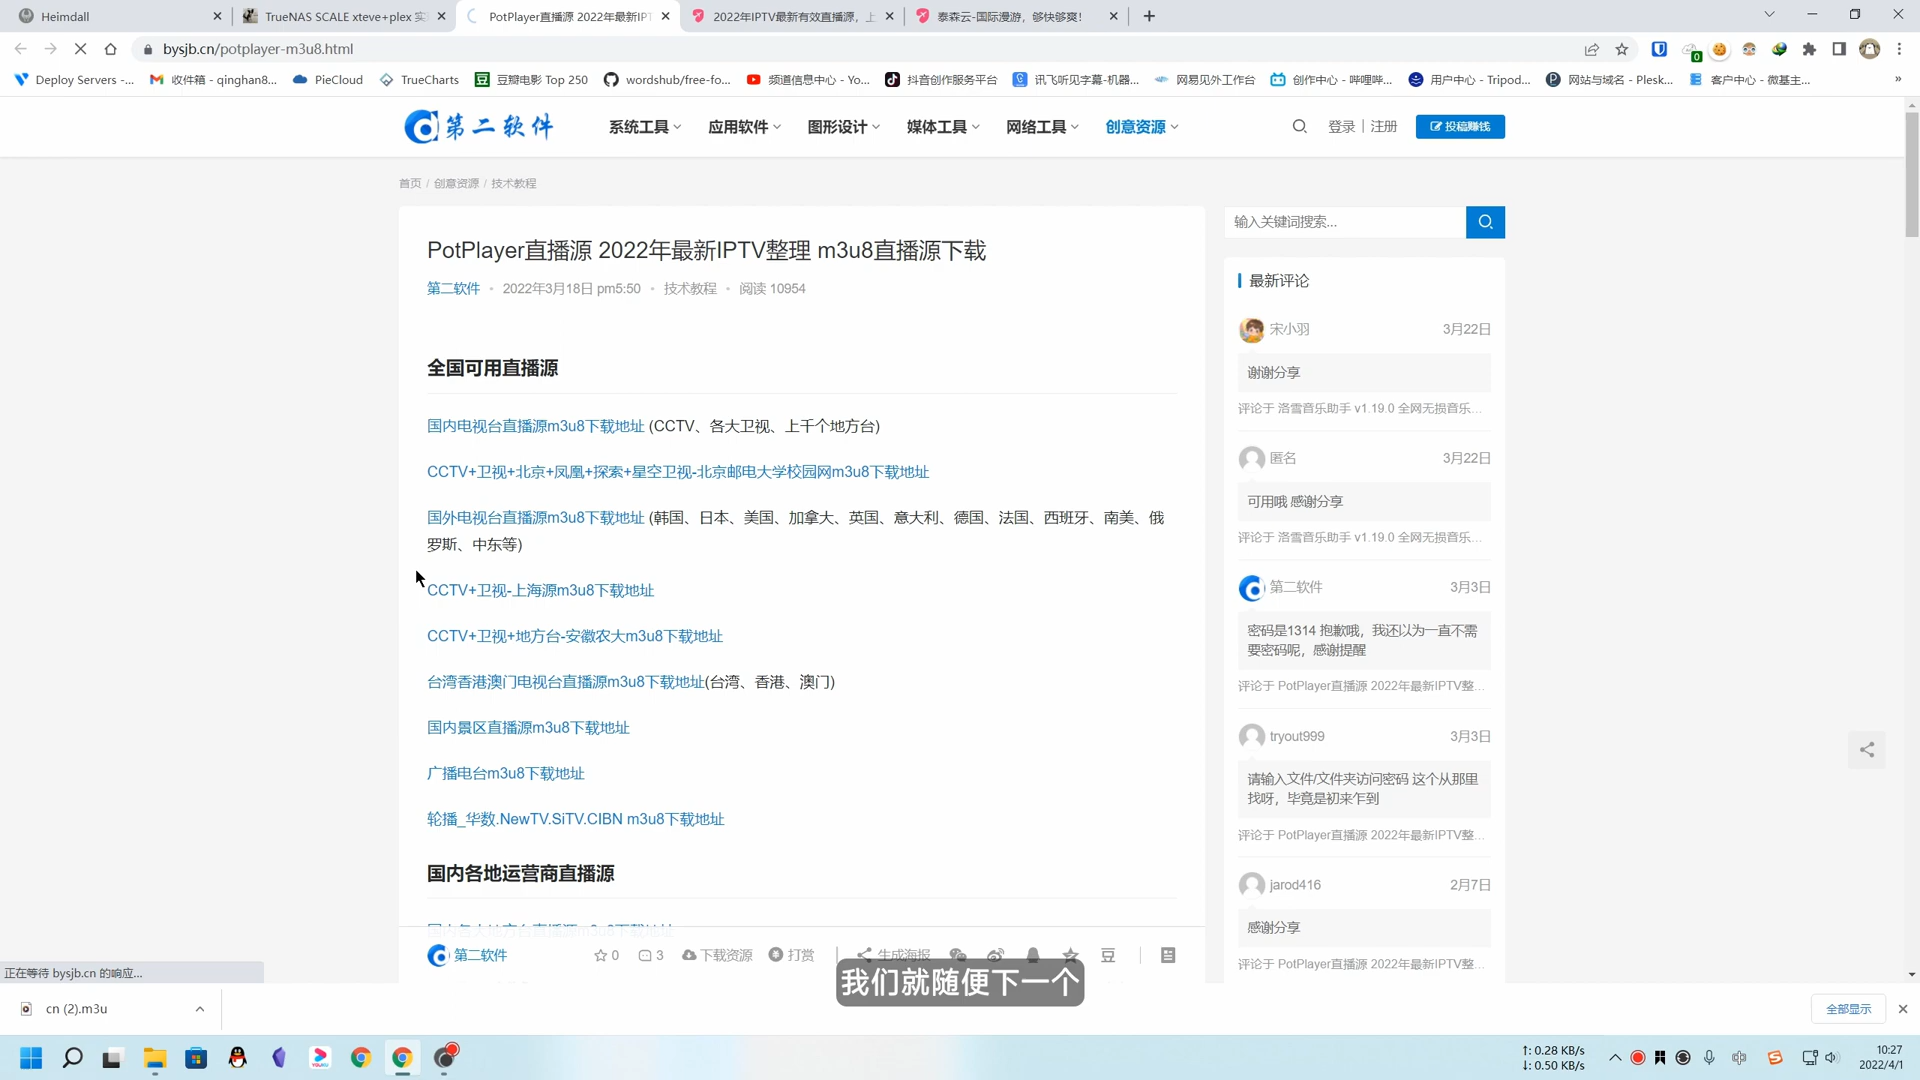 Heimdall
TrueNAS SCALE xteve+plex 实
PotPlayer直播源 2022年最新IPT
2022年IPTV最新有效直播源，上
泰森云-国际漫游，够快够爽！
bysjb.cn/potplayer-m3u8.html
Deploy Servers -...
收件箱 - qinghan8...
PieCloud
TrueCharts
豆瓣电影 Top 250
wordshub/free-fo...
频道信息中心 - Yo...
抖音创作服务平台
讯飞听见字幕-机器...
网易见外工作台
创作中心 - 哔哩哔...
用户中心 - Tripod...
网站与域名 - Plesk...
客户中心 - 微基主...
第二软件
系统工具
应用软件
图形设计
媒体工具
网络工具
创意资源
登录 | 注册
投稿赚钱
首页 / 创意资源 / 技术教程
PotPlayer直播源 2022年最新IPTV整理 m3u8直播源下载
第二软件 • 2022年3月18日 pm5:50 • 技术教程 • 阅读 10954
全国可用直播源
国内电视台直播源m3u8下载地址 (CCTV、各大卫视、上千个地方台)
CCTV+卫视+北京+凤凰+探索+星空卫视-北京邮电大学校园网m3u8下载地址
国外电视台直播源m3u8下载地址 (韩国、日本、美国、加拿大、英国、意大利、德国、法国、西班牙、南美、俄
罗斯、中东等)
CCTV+卫视-上海源m3u8下载地址
CCTV+卫视+地方台-安徽农大m3u8下载地址
台湾香港澳门电视台直播源m3u8下载地址(台湾、香港、澳门)
国内景区直播源m3u8下载地址
广播电台m3u8下载地址
轮播_华数.NewTV.SiTV.CIBN m3u8下载地址
国内各地运营商直播源
第二软件
0
3
下载资源
打赏
生成海报
输入关键词搜索...
最新评论
宋小羽 3月22日
谢谢分享
评论于 洛雪音乐助手 v1.19.0 全网无损音乐...
匿名 3月22日
可用哦 感谢分享
评论于 洛雪音乐助手 v1.19.0 全网无损音乐...
第二软件 3月3日
密码是1314 抱歉哦，我还以为一直不需
要密码呢，感谢提醒
评论于 PotPlayer直播源 2022年最新IPTV整...
tryout999 3月3日
请输入文件/文件夹访问密码 这个从那里
找呀，毕竟是初来乍到
评论于 PotPlayer直播源 2022年最新IPTV整...
jarod416 2月7日
感谢分享
评论于 PotPlayer直播源 2022年最新IPTV整...
正在等待 bysjb.cn 的响应...
我们就随便下一个
cn (2).m3u
全部显示
↑: 0.28 KB/s
↓: 0.50 KB/s
10:27
2022/4/1